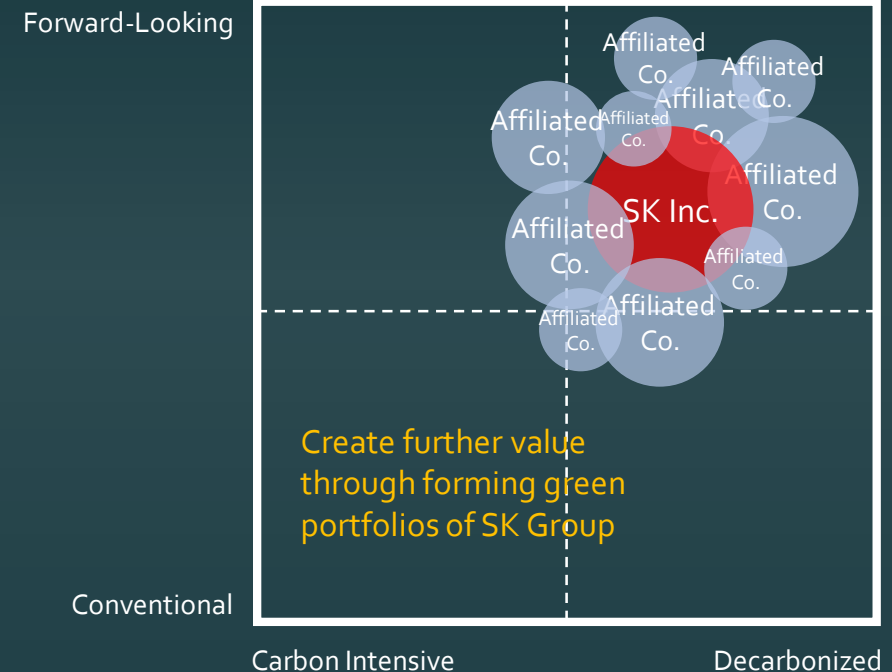 Forward-Looking
Affiliated
Co.
Affiliated
Co.
Affiliated
Co.
Affiliated
Co.
Affiliated
Co.
Affiliated
Co.
SK Inc.
Affiliated
Co.
Affiliated
Co.
Affiliated
Co.
Affiliated
Co.
Create further value
through forming green
portfolios of SK Group
Conventional
Carbon Intensive
Decarbonized